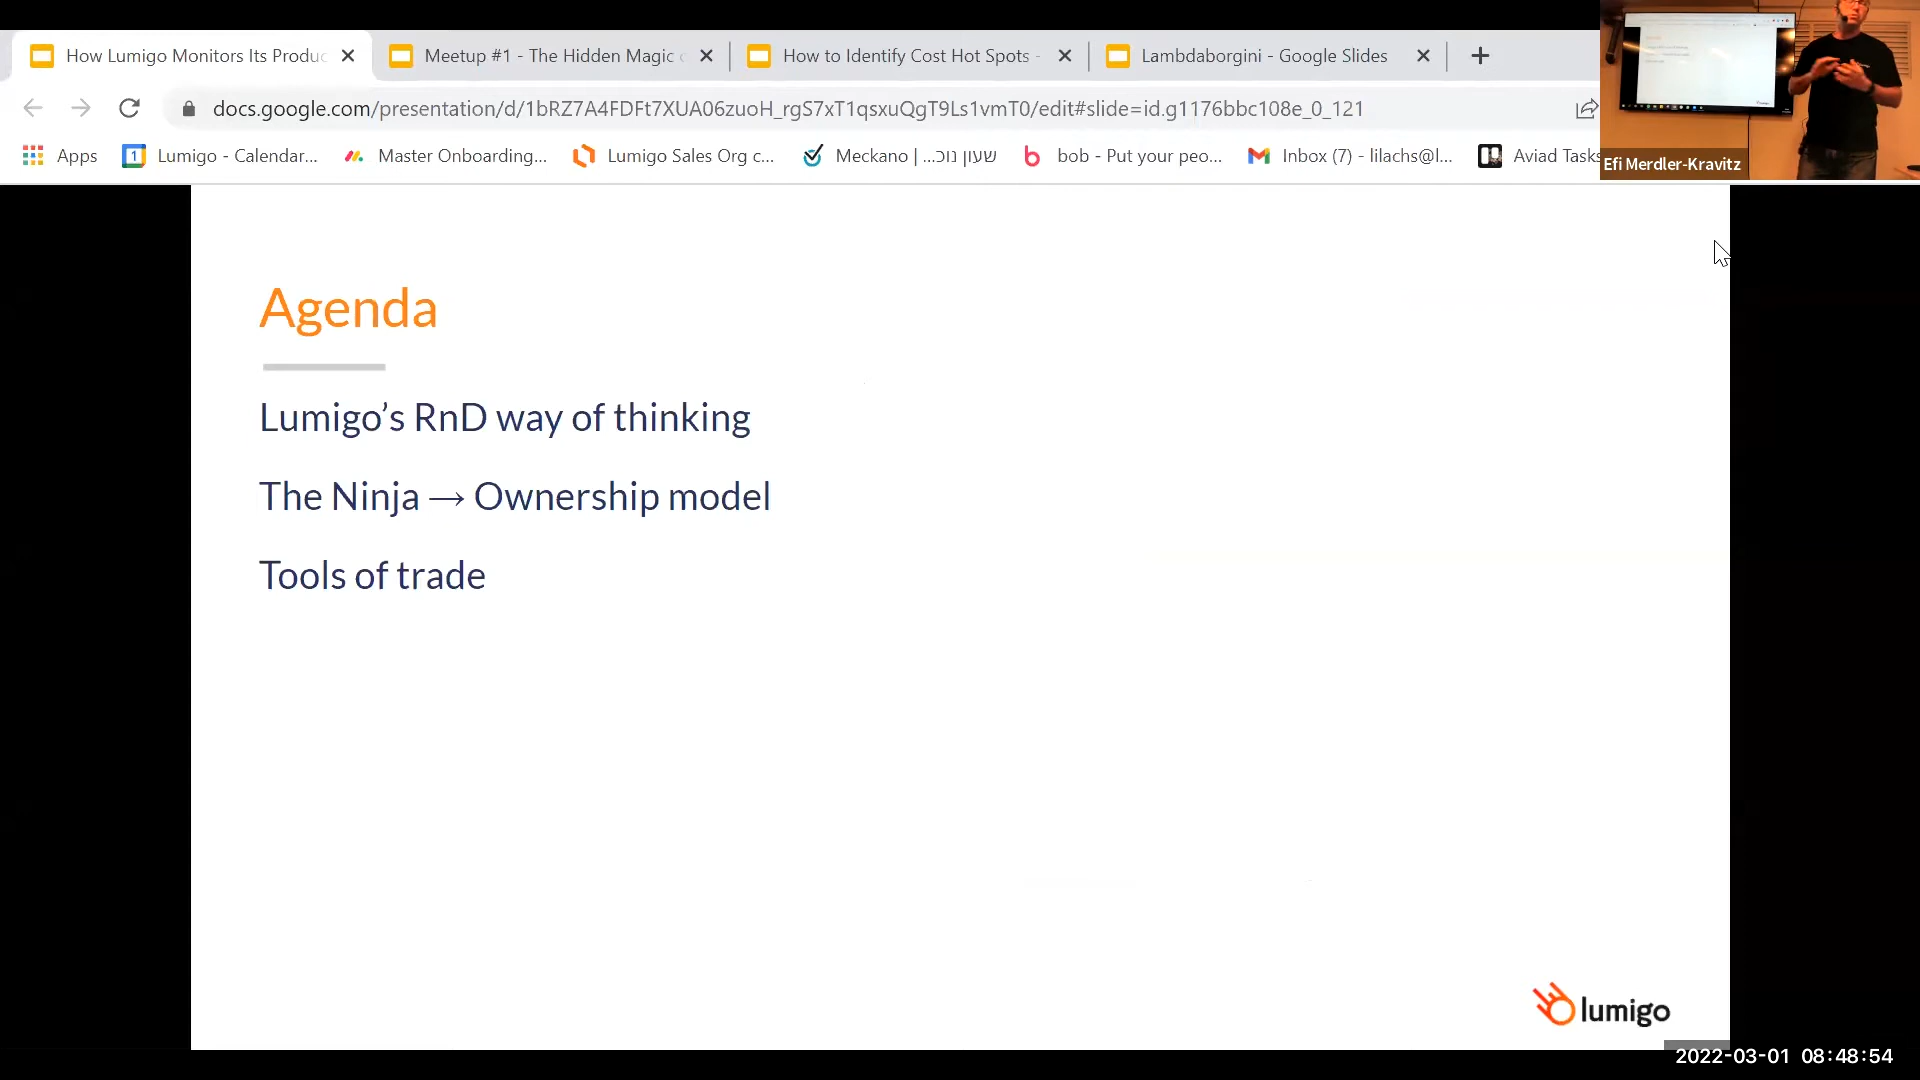 How Lumigo Monitors Its Produc
Meetup #1 - The Hidden Magic
How to Identify Cost Hot Spots -
Lambdaborgini - Google Slides
docs.google.com/presentation/d/1bRZ7A4FDFt7XUA06zuoH_rgS7xT1qsxuQgT9Ls1vmT0/edit#slide=id.g1176bbc108e_0_121
Apps
Lumigo - Calendar...
Master Onboarding...
Lumigo Sales Org c...
Meckano | ...שעון נוכ
bob - Put your peo...
Inbox (7) - lilachs@l...
Aviad Tasks
Efi Merdler-Kravitz
Agenda
Lumigo’s RnD way of thinking
The Ninja → Ownership model
Tools of trade
lumigo
2022-03-01 08:48:54